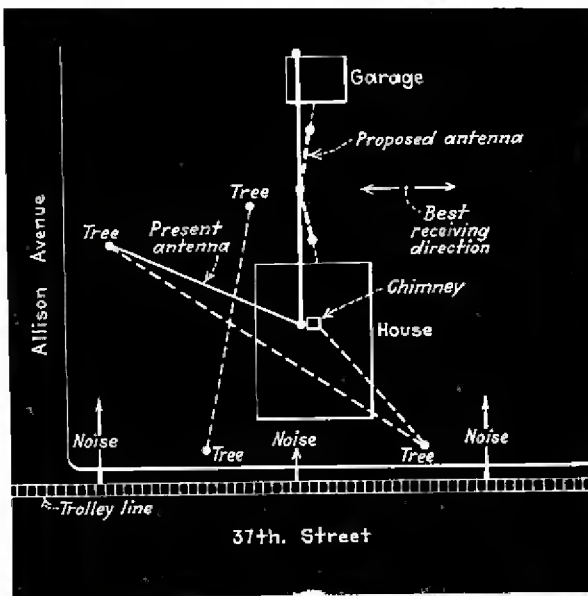 Garage
Proposed antenna
Tree
Best
receiving
direction
Tree
Present
antenna
Chimney
House
Allison Avenue
Noise
Noise
Noise
Tree
Tree
Trolley line
37th. Street